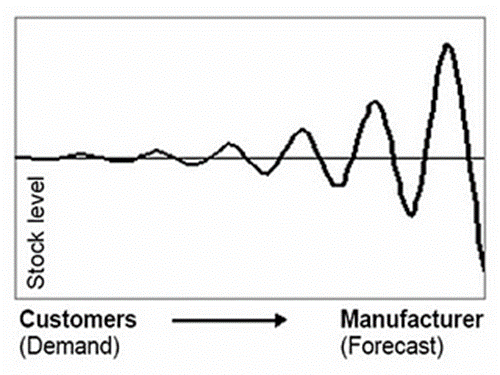 Stock level
Customers Manufacturer
(Demand) (Forecast)